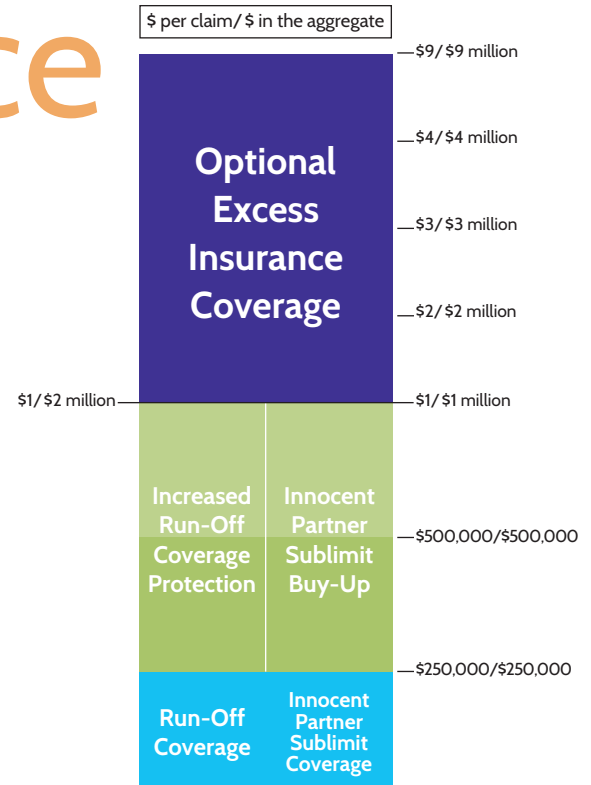 $ per claim/ $ in the aggregate
ce
$9/ $9 million
$4/ $4 million
Optional
Excess
Insurance
Coverage
$3/ $3 million
$2/ $2 million
$1/ $2 million
$1/ $1 million
Increased
Run-Off
Coverage
Protection
Innocent
Partner
Sublimit
Buy-Up
$500,000/$500,000
$250,000/$250,000
Run-Off
Coverage
Innocent
Partner
Sublimit
Coverage